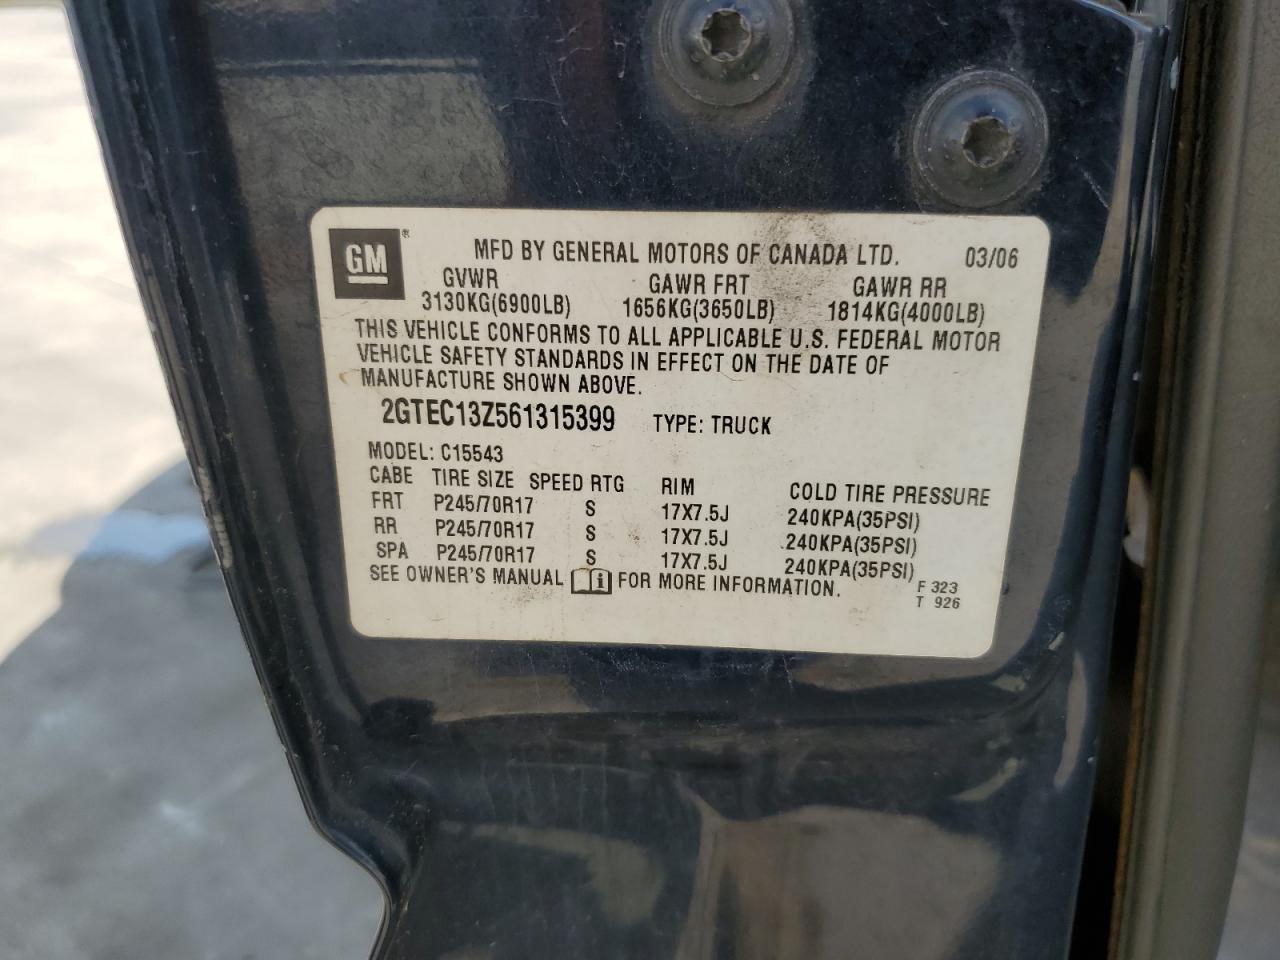 GM®
MFD BY GENERAL MOTORS OF CANADA LTD. 03/06
GVWR GAWR FRT GAWR RR
3130KG(6900LB) 1656KG(3650LB) 1814KG(4000LB)
THIS VEHICLE CONFORMS TO ALL APPLICABLE U.S. FEDERAL MOTOR
VEHICLE SAFETY STANDARDS IN EFFECT ON THE DATE OF
MANUFACTURE SHOWN ABOVE.
2GTEC13Z561315399 TYPE: TRUCK
MODEL: C15543
CABE TIRE SIZE SPEED RTG RIM COLD TIRE PRESSURE
FRT P245/70R17 S 17X7.5J 240KPA(35PSI)
RR P245/70R17 S 17X7.5J 240KPA(35PSI)
SPA P245/70R17 S 17X7.5J 240KPA(35PSI)
SEE OWNER'S MANUAL i FOR MORE INFORMATION.
F 323
T 926